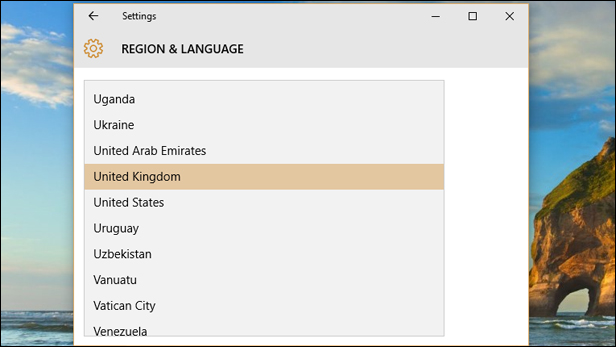 Settings
REGION & LANGUAGE
Uganda
Ukraine
United Arab Emirates
United Kingdom
United States
Uruguay
Uzbekistan
Vanuatu
Vatican City
Venezuela